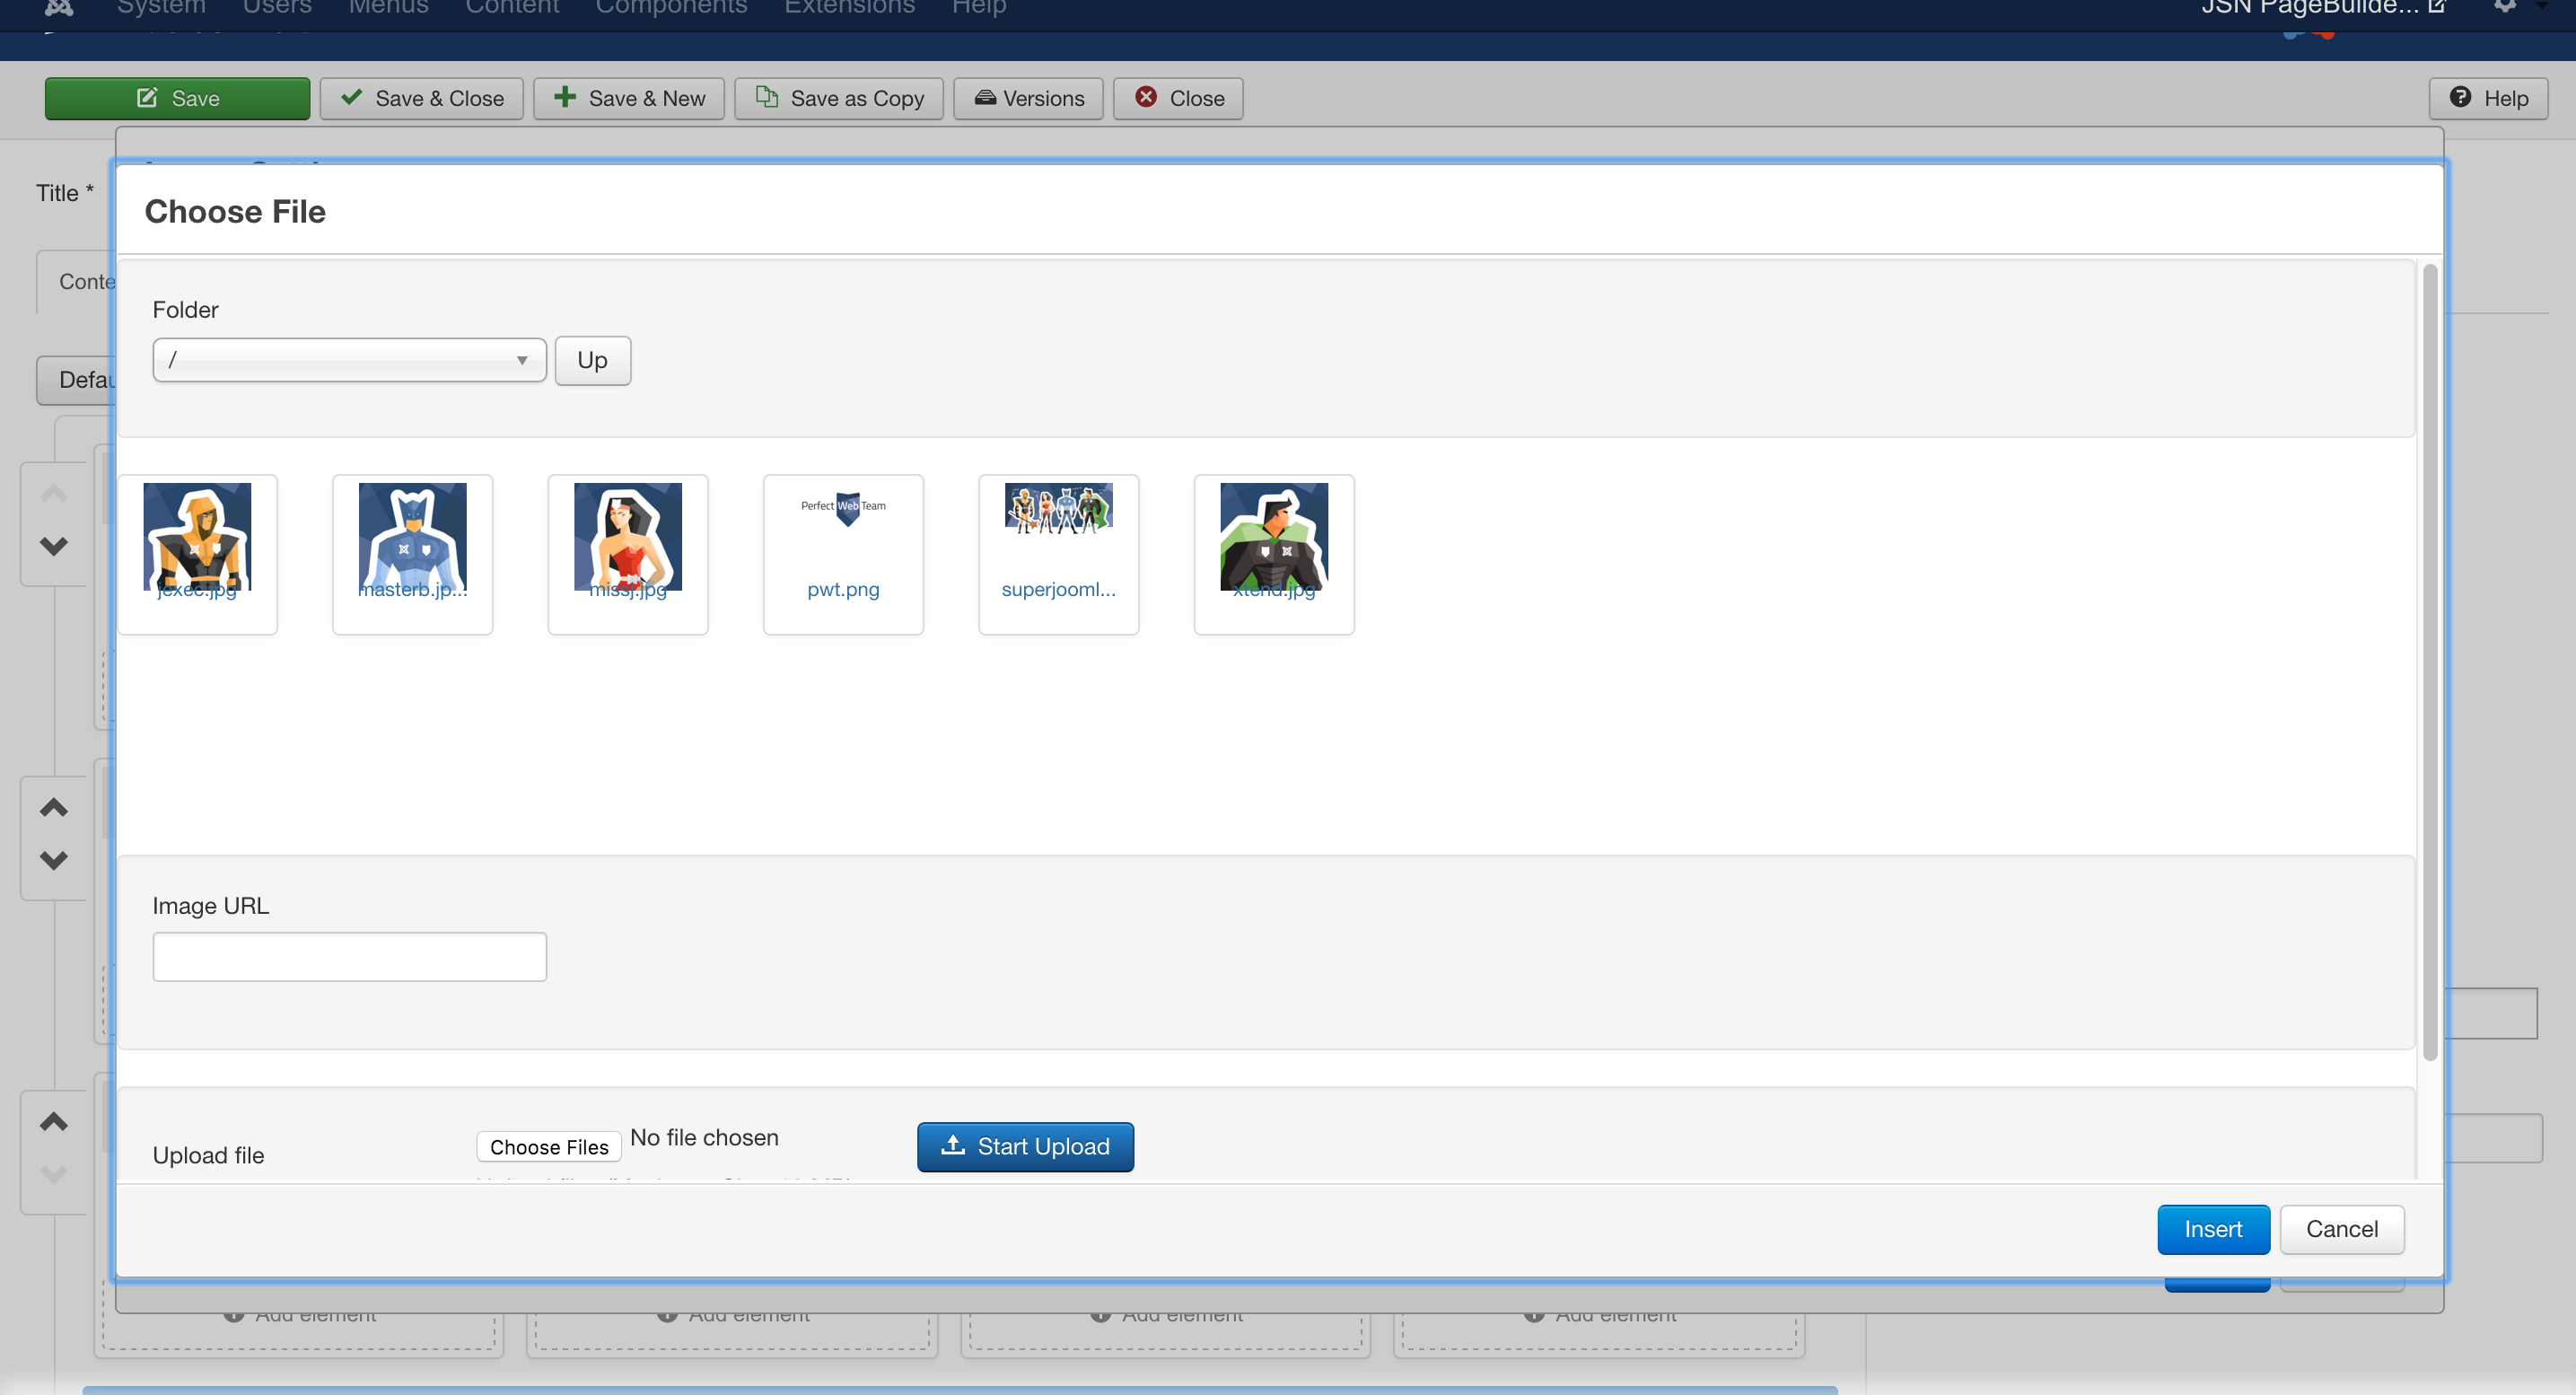 System Users Menus Content Components Extensions Help JSN PageBuilde...
Save Save & Close Save & New Save as Copy Versions Close Help
Title *
Choose File
Conte
Folder
/ Up
Defau
Perfect Web Team
jexec.jpg masterb.jp... missj.jpg pwt.png superjooml... xtend.jpg
Image URL
Upload file Choose Files No file chosen Start Upload
Insert Cancel
Add element Add element Add element Add element